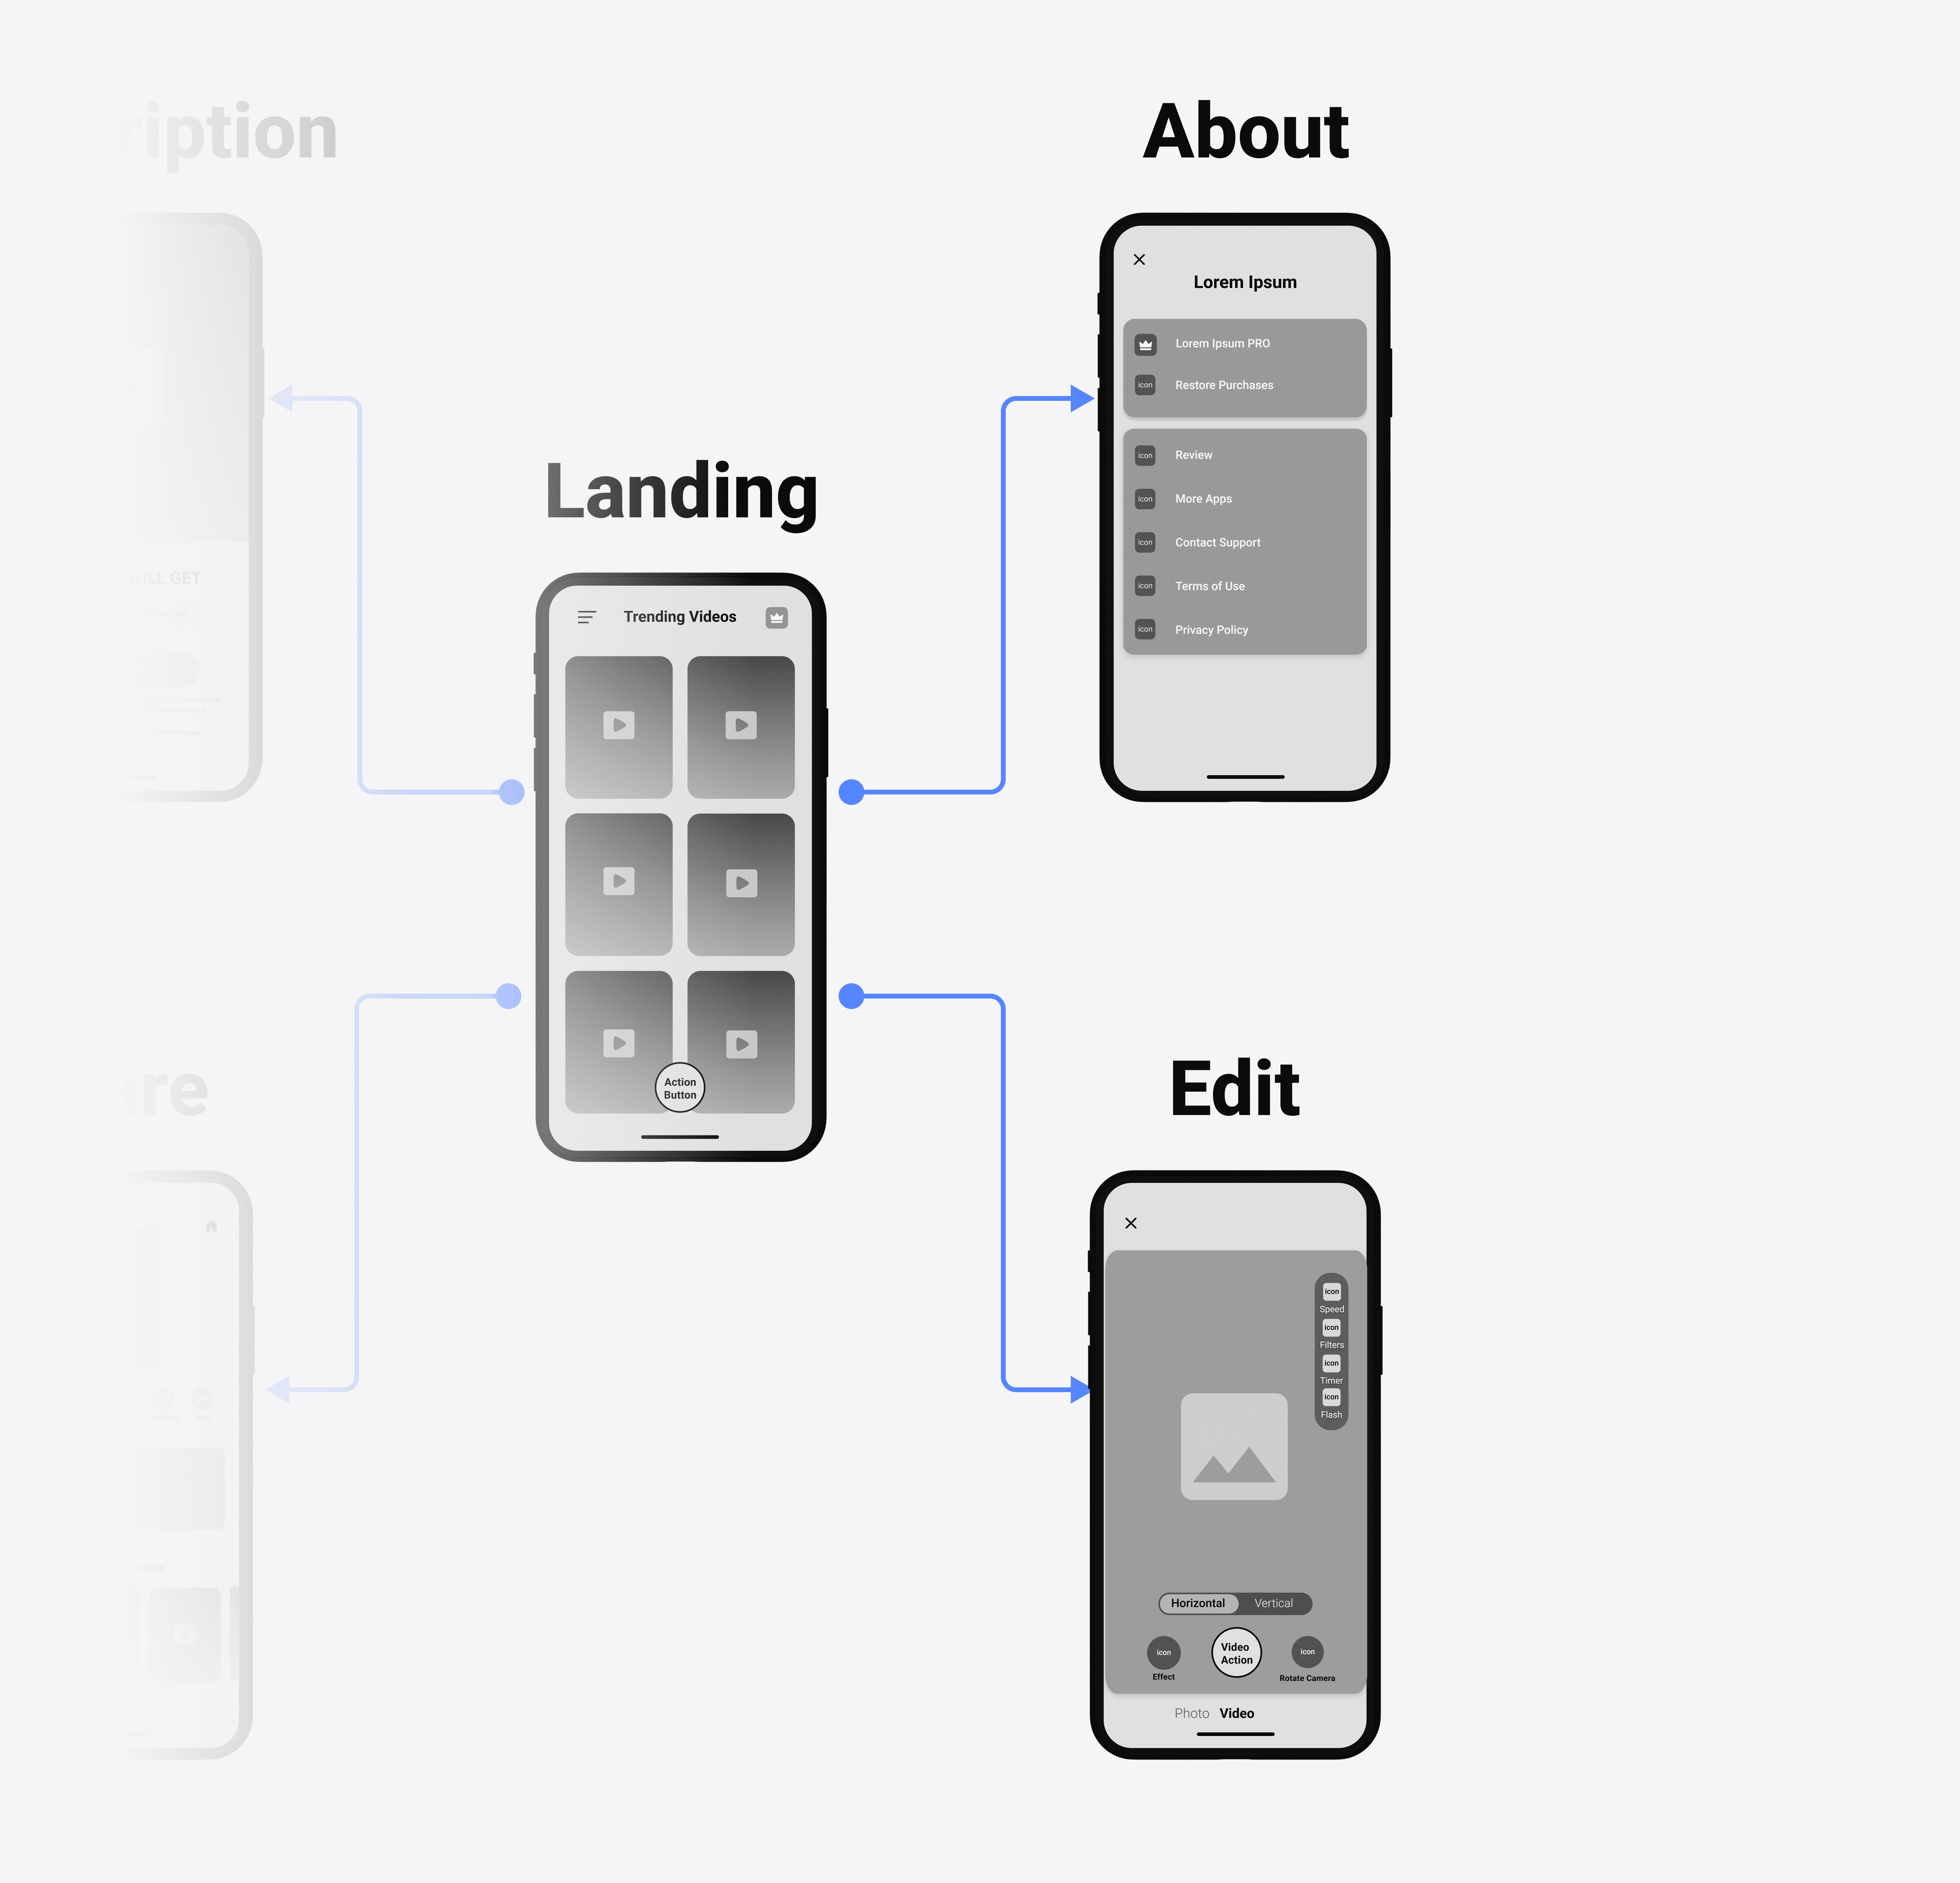 ription
WILL GET
Landing
Trending Videos
Action
Button
re
About
Lorem Ipsum
Lorem Ipsum PRO
icon Restore Purchases
icon Review
icon More Apps
icon Contact Support
icon Terms of Use
icon Privacy Policy
Edit
icon
Speed
icon
Filters
icon
Timer
icon
Flash
Horizontal Vertical
icon Video Action icon
Effect Rotate Camera
Photo Video